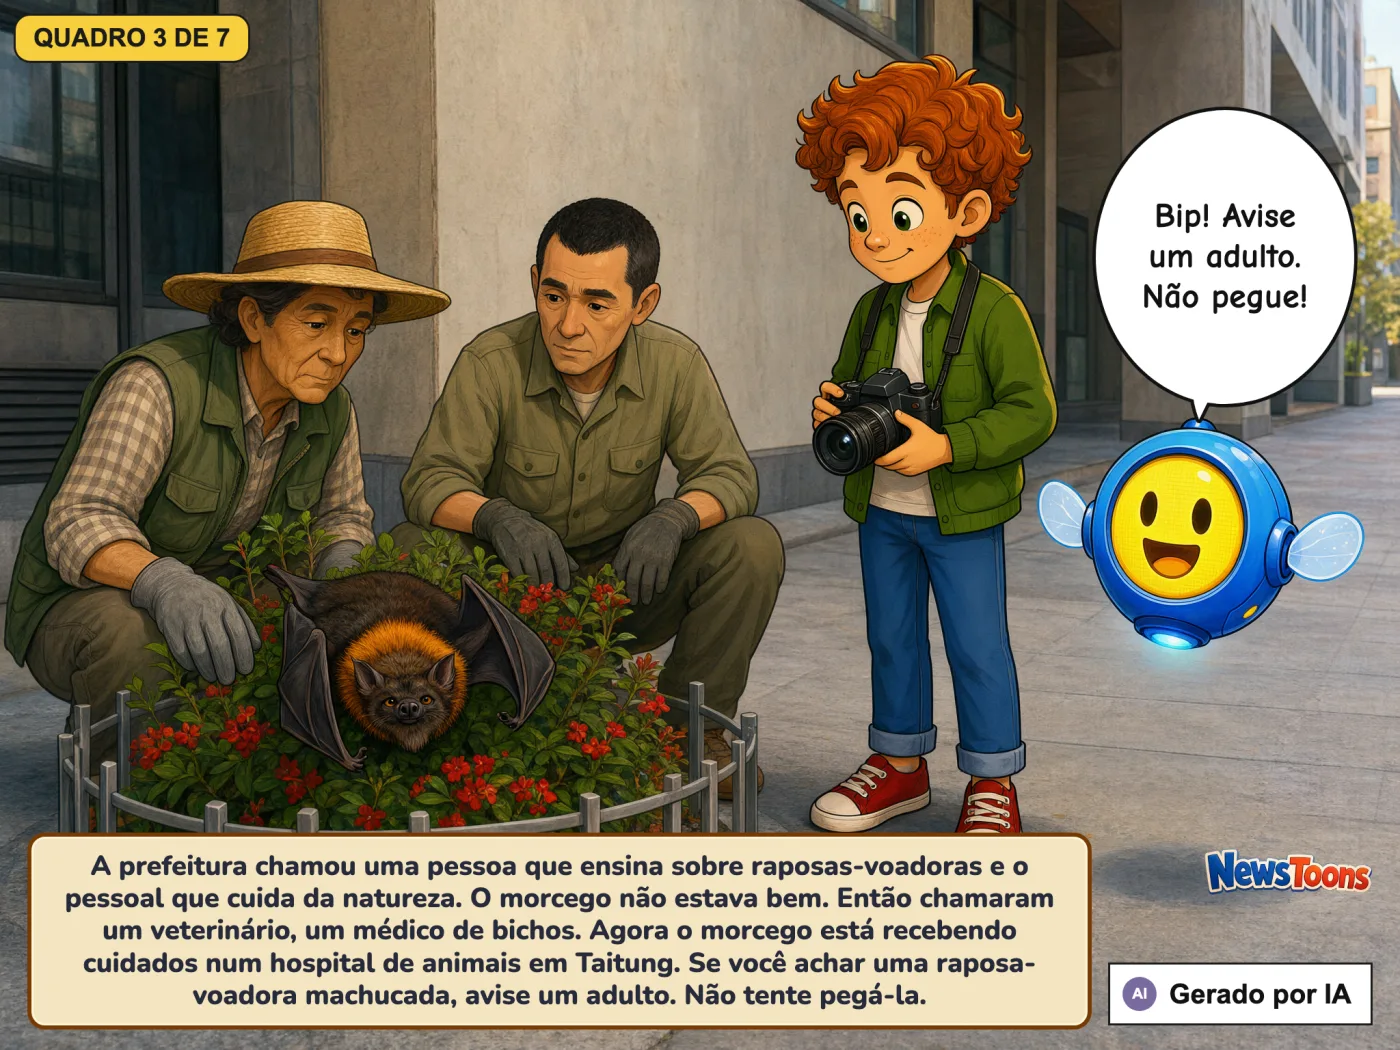 QUADRO 3 DE 7
Bip! Avise
um adulto.
Não pegue!
A prefeitura chamou uma pessoa que ensina sobre raposas-voadoras e o
pessoal que cuida da natureza. O morcego não estava bem. Então chamaram
um veterinário, um médico de bichos. Agora o morcego está recebendo
cuidados num hospital de animais em Taitung. Se você achar uma raposa-
voadora machucada, avise um adulto. Não tente pegá-la.
NewsToons
AI Gerado por IA